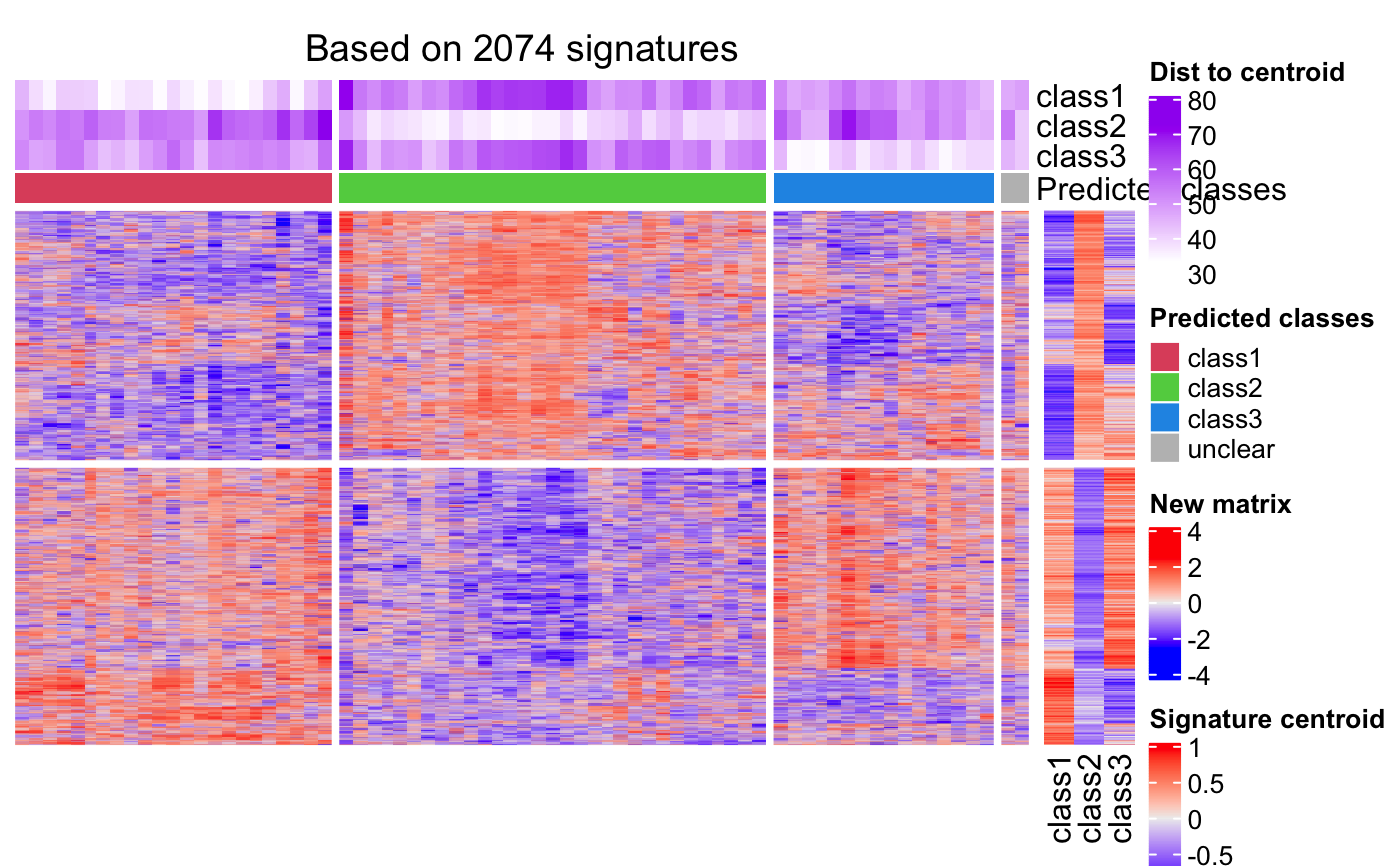 Based on 2074 signatures
class1
class2
class3
Predicted classes
Dist to centroid
80
70
60
50
40
30
Predicted classes
class1
class2
class3
unclear
New matrix
4
2
0
-2
-4
Signature centroid
1
0.5
0
-0.5
class1
class2
class3